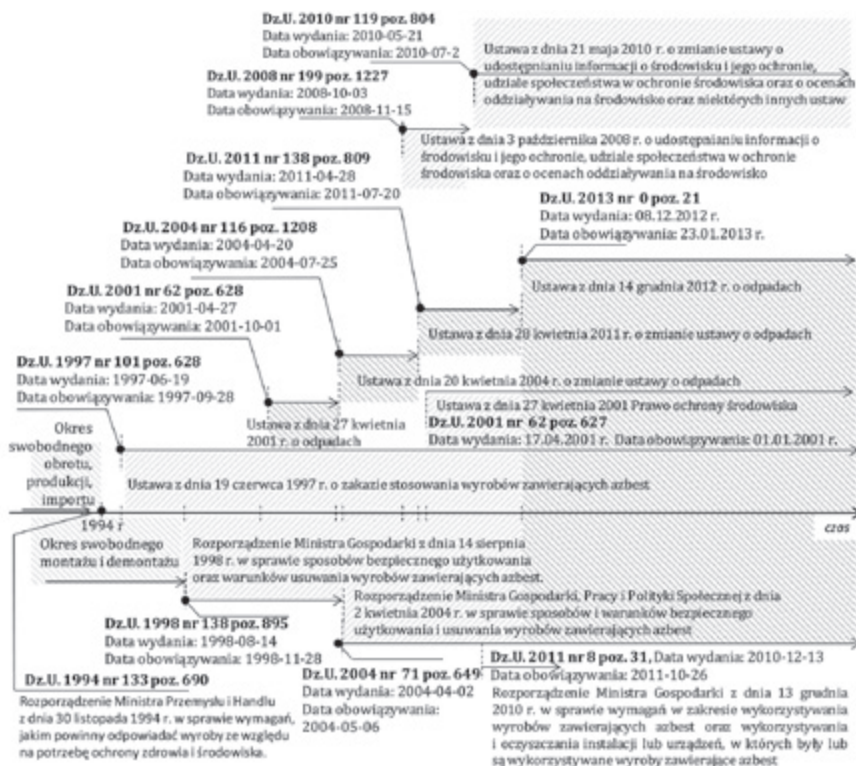 Dz.U. 2010 nr 119 poz. 804
Data wydania: 2010-05-21
Data obowiązywania: 2010-07-2
Ustawa z dnia 21 maja 2010 r. o zmianie ustawy o
udostępnianiu informacji o środowisku i jego ochronie,
udziale społeczeństwa w ochronie środowiska oraz o ocenach
oddziaływania na środowisko oraz niektórych innych ustaw
Dz.U. 2008 nr 199 poz. 1227
Data wydania: 2008-10-03
Data obowiązywania: 2008-11-15
Ustawa z dnia 3 października 2008 r. o udostępnianiu informacji o
środowisku i jego ochronie, udziale społeczeństwa w ochronie
środowiska oraz o ocenach oddziaływania na środowisko
Dz.U. 2011 nr 138 poz. 809
Data wydania: 2011-04-28
Data obowiązywania: 2011-07-20
Dz.U. 2013 nr 0 poz. 21
Data wydania: 08.12.2012 r.
Data obowiązywania: 23.01.2013 r.
Ustawa z dnia 14 grudnia 2012 r. o odpadach
Dz.U. 2004 nr 116 poz. 1208
Data wydania: 2004-04-20
Data obowiązywania: 2004-07-25
Ustawa z dnia 28 kwietnia 2011 r. o zmianie ustawy o odpadach
Dz.U. 2001 nr 62 poz. 628
Data wydania: 2001-04-27
Data obowiązywania: 2001-10-01
Ustawa z dnia 20 kwietnia 2004 r. o zmianie ustawy o odpadach
Dz.U. 1997 nr 101 poz. 628
Data wydania: 1997-06-19
Data obowiązywania: 1997-09-28
Ustawa z dnia 27 kwietnia
2001 r. o odpadach
Ustawa z dnia 27 kwietnia 2001 Prawo ochrony środowiska
Dz.U. 2001 nr 62 poz. 627
Data wydania: 17.04.2001 r. Data obowiązywania: 01.01.2001 r.
Okres
swobodnego
obrotu,
produkcji,
importu
Ustawa z dnia 19 czerwca 1997 r. o zakazie stosowania wyrobów zawierających azbest
1994 r
czas
Okres swobodnego
montażu i demontażu
Rozporządzenie Ministra Gospodarki z dnia 14 sierpnia
1998 r. w sprawie sposobów bezpiecznego użytkowania
oraz warunków usuwania wyrobów zawierających azbest.
Rozporządzenie Ministra Gospodarki, Pracy i Polityki Społecznej z dnia
2 kwietnia 2004 r. w sprawie sposobów i warunków bezpiecznego
użytkowania i usuwania wyrobów zawierających azbest
Dz.U. 1998 nr 138 poz. 895
Data wydania: 1998-08-14
Data obowiązywania: 1998-11-28
Dz.U. 2004 nr 71 poz. 649
Data wydania: 2004-04-02
Data obowiązywania:
2004-05-06
Dz.U. 2011 nr 8 poz. 31, Data wydania: 2010-12-13
Data obowiązywania: 2011-10-26
Rozporządzenie Ministra Gospodarki z dnia 13 grudnia
2010 r. w sprawie wymagań w zakresie wykorzystywania
wyrobów zawierających azbest oraz wykorzystywania
i oczyszczania instalacji lub urządzeń, w których były lub
są wykorzystywane wyroby zawierające azbest
Dz.U. 1994 nr 133 poz. 690
Rozporządzenie Ministra Przemysłu i Handlu
z dnia 30 listopada 1994 r. w sprawie wymagań,
jakim powinny odpowiadać wyroby ze względu
na potrzebę ochrony zdrowia i środowiska.